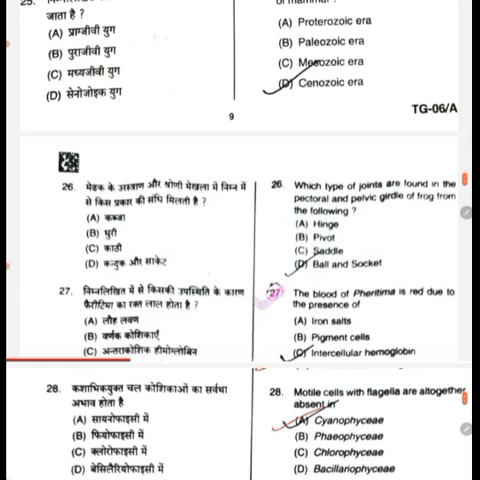 25.
जाता है ?
(A) प्राग्जीवी युग
(B) पुराजीवी युग
(C) मध्यजीवी युग
(D) सेनोजोइक युग
of mammal ?
(A) Proterozoic era
(B) Paleozoic era
(C) Mesozoic era
(D) Cenozoic era
9
TG-06/A
26. मेढक के उरस्त्राण और श्रोणी मेखला में निम्न में
से किस प्रकार की संधि मिलती है ?
(A) कब्जा
(B) धुरी
(C) काठी
(D) कन्दुक और साकेट
26. Which type of joints are found in the
pectoral and pelvic girdle of frog from
the following ?
(A) Hinge
(B) Pivot
(C) Saddle
(D) Ball and Socket
27. निम्नलिखित में से किसकी उपस्थिति के कारण
फैरीटिमा का रक्त लाल होता है ?
(A) लौह लवण
(B) वर्णक कोशिकाएँ
(C) अन्तराकोशिक हीमोग्लोबिन
27. The blood of Pheritima is red due to
the presence of
(A) Iron salts
(B) Pigment cells
(C) Intercellular hemoglobin
28. कशाभिकयुक्त चल कोशिकाओं का सर्वथा
अभाव होता है
(A) सायनोफाइसी में
(B) फियोफाइसी में
(C) क्लोरोफाइसी में
(D) बेसिलैरियोफाइसी में
28. Motile cells with flagella are altogether
absent in
(A) Cyanophyceae
(B) Phaeophyceae
(C) Chlorophyceae
(D) Bacillariophyceae